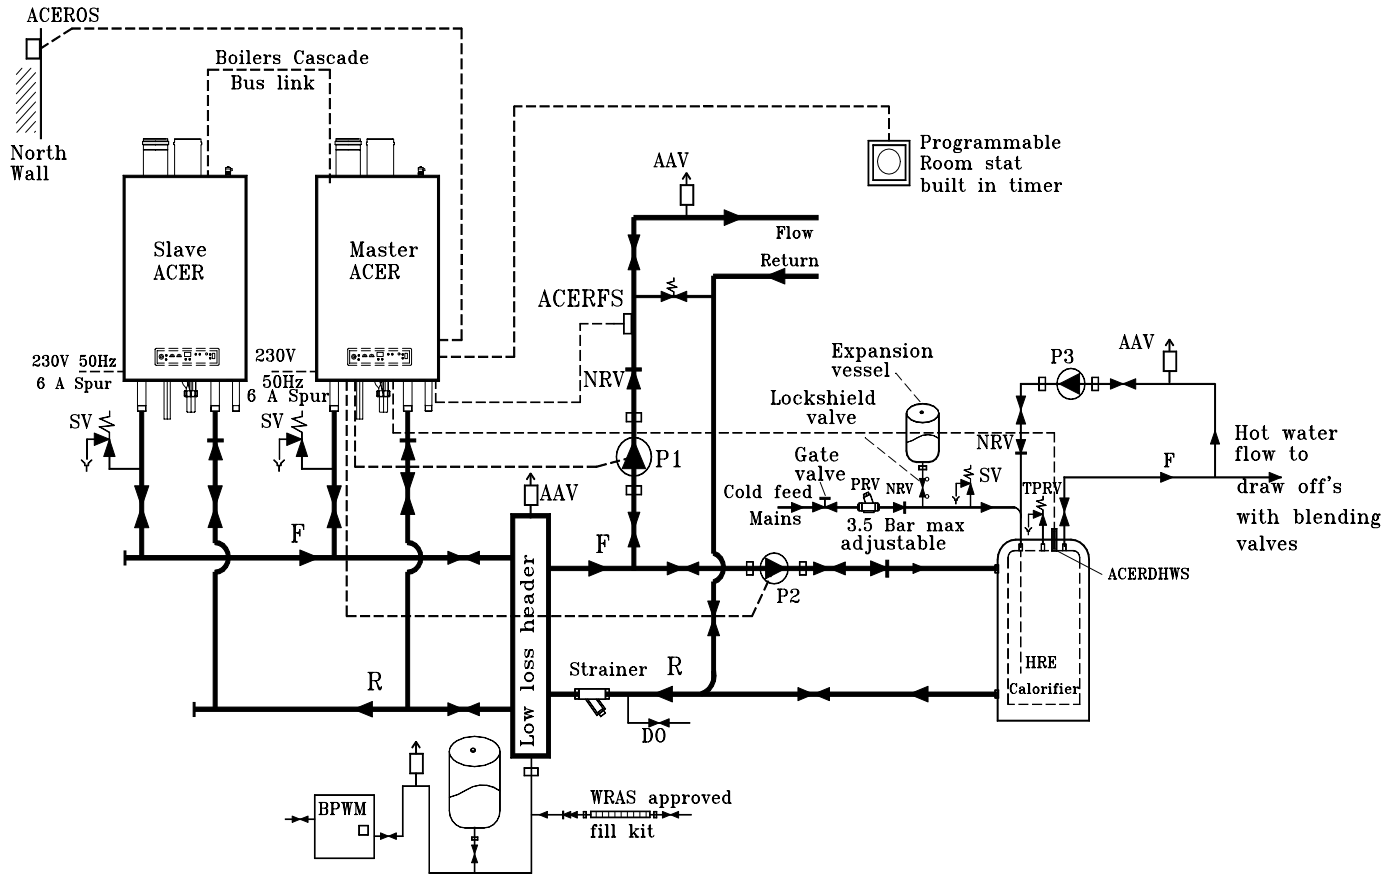 ACEROS
Boilers Cascade
Bus link
North
Wall
Programmable
Room stat
built in timer
AAV
Flow
Return
Slave
ACER
Master
ACER
ACERFS
230V 50Hz
6 A Spur
230V
50Hz
6 A Spur
NRV
SV
SV
P1
AAV
Expansion
vessel
Lockshield
valve
Gate
valve
Cold feed
Mains
PRV
NRV
3.5 Bar max
adjustable
SV
P3
AAV
NRV
TPRV
F
Hot water
flow to
draw off's
with blending
valves
F
F
P2
ACERDHWS
Low loss header
Strainer
R
R
DO
HRE
Calorifier
BPWM
WRAS approved
fill kit